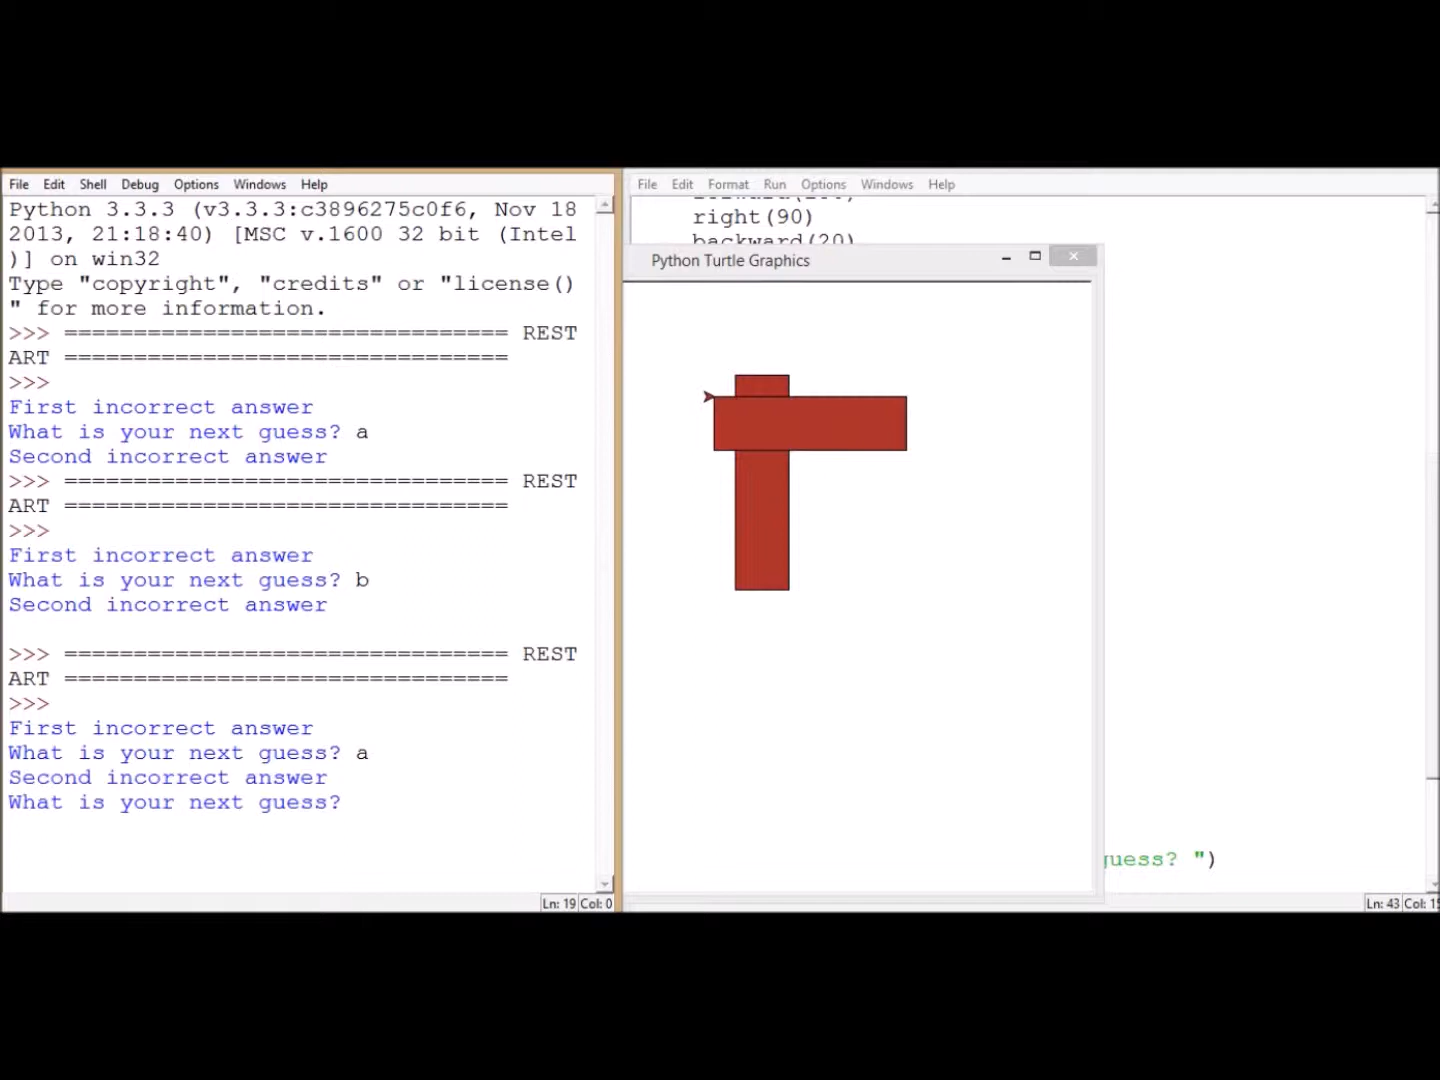 File Edit Shell Debug Options Windows Help
Python 3.3.3 (v3.3.3:c3896275c0f6, Nov 18
2013, 21:18:40) [MSC v.1600 32 bit (Intel
)] on win32
Type "copyright", "credits" or "license()
" for more information.
>>> ================================ REST
ART ================================
>>>
First incorrect answer
What is your next guess? a
Second incorrect answer
>>> ================================ REST
ART ================================
>>>
First incorrect answer
What is your next guess? b
Second incorrect answer
>>> ================================ REST
ART ================================
>>>
First incorrect answer
What is your next guess? a
Second incorrect answer
What is your next guess?
Ln: 19 Col: 0
File Edit Format Run Options Windows Help
right(90)
backward(20)
Python Turtle Graphics
guess? ")
Ln: 43 Col: 15